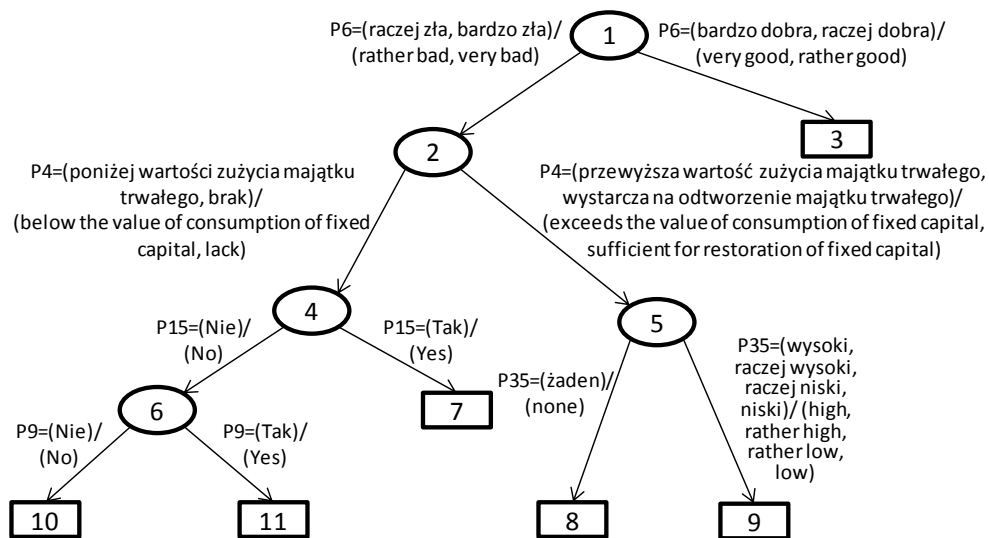 P6=(raczej zła, bardzo zła)/
(rather bad, very bad)
1
P6=(bardzo dobra, raczej dobra)/
(very good, rather good)
2
3
P4=(poniżej wartości zużycia majątku
trwałego, brak)/
(below the value of consumption of fixed
capital, lack)
P4=(przewyższa wartość zużycia majątku trwałego,
wystarcza na odtworzenie majątku trwałego)/
(exceeds the value of consumption of fixed capital,
sufficient for restoration of fixed capital)
4
5
P15=(Nie)/
(No)
P15=(Tak)/
(Yes)
P35=(żaden)/
(none)
P35=(wysoki,
raczej wysoki,
raczej niski,
niski)/ (high,
rather high,
rather low,
low)
6
7
P9=(Nie)/
(No)
P9=(Tak)/
(Yes)
10
11
8
9